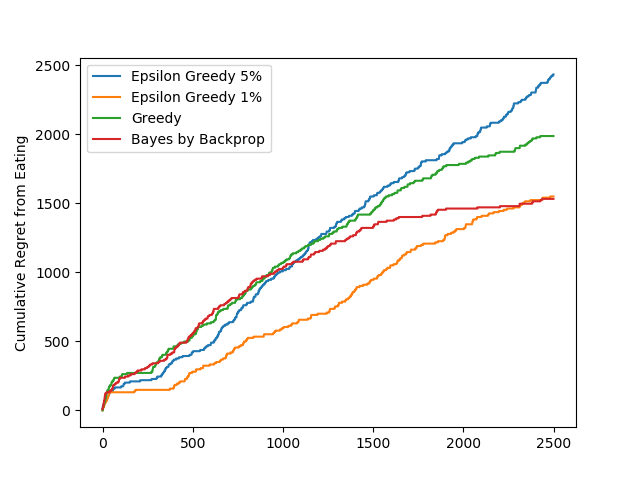 Epsilon Greedy 5%
Epsilon Greedy 1%
Greedy
Bayes by Backprop
Cumulative Regret from Eating
2500
2000
1500
1000
500
0
0 500 1000 1500 2000 2500